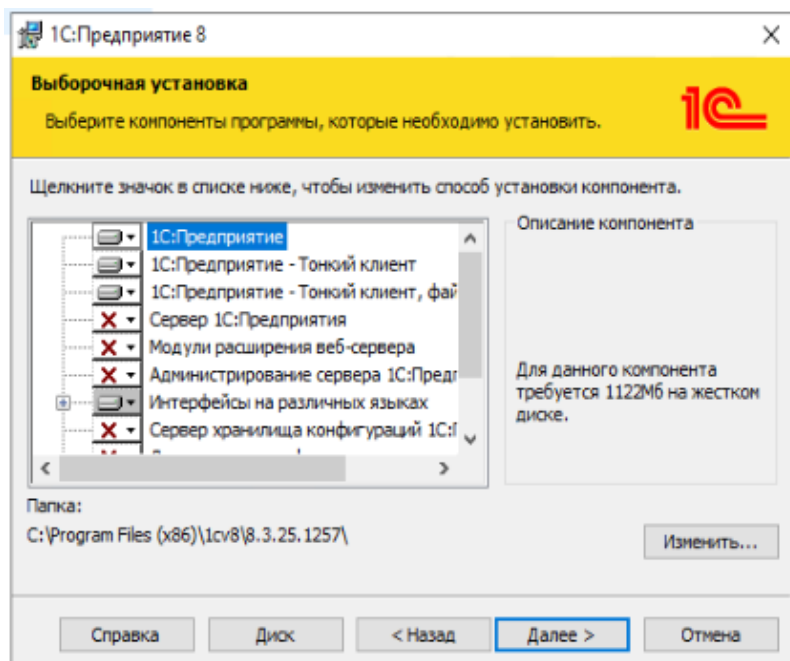 1С:Предприятие 8
Выборочная установка
Выберите компоненты программы, которые необходимо установить.
1С
Щелкните значок в списке ниже, чтобы изменить способ установки компонента.
1С:Предприятие
1С:Предприятие - Тонкий клиент
1С:Предприятие - Тонкий клиент, фай
Сервер 1С:Предприятия
Модули расширения веб-сервера
Администрирование сервера 1С:Предг
Интерфейсы на различных языках
Сервер хранилища конфигураций 1С:Г
Описание компонента
Для данного компонента
требуется 1122Мб на жестком
диске.
Папка:
C:\Program Files (x86)\1cv8\8.3.25.1257\
Изменить...
Справка
Диск
< Назад
Далее >
Отмена